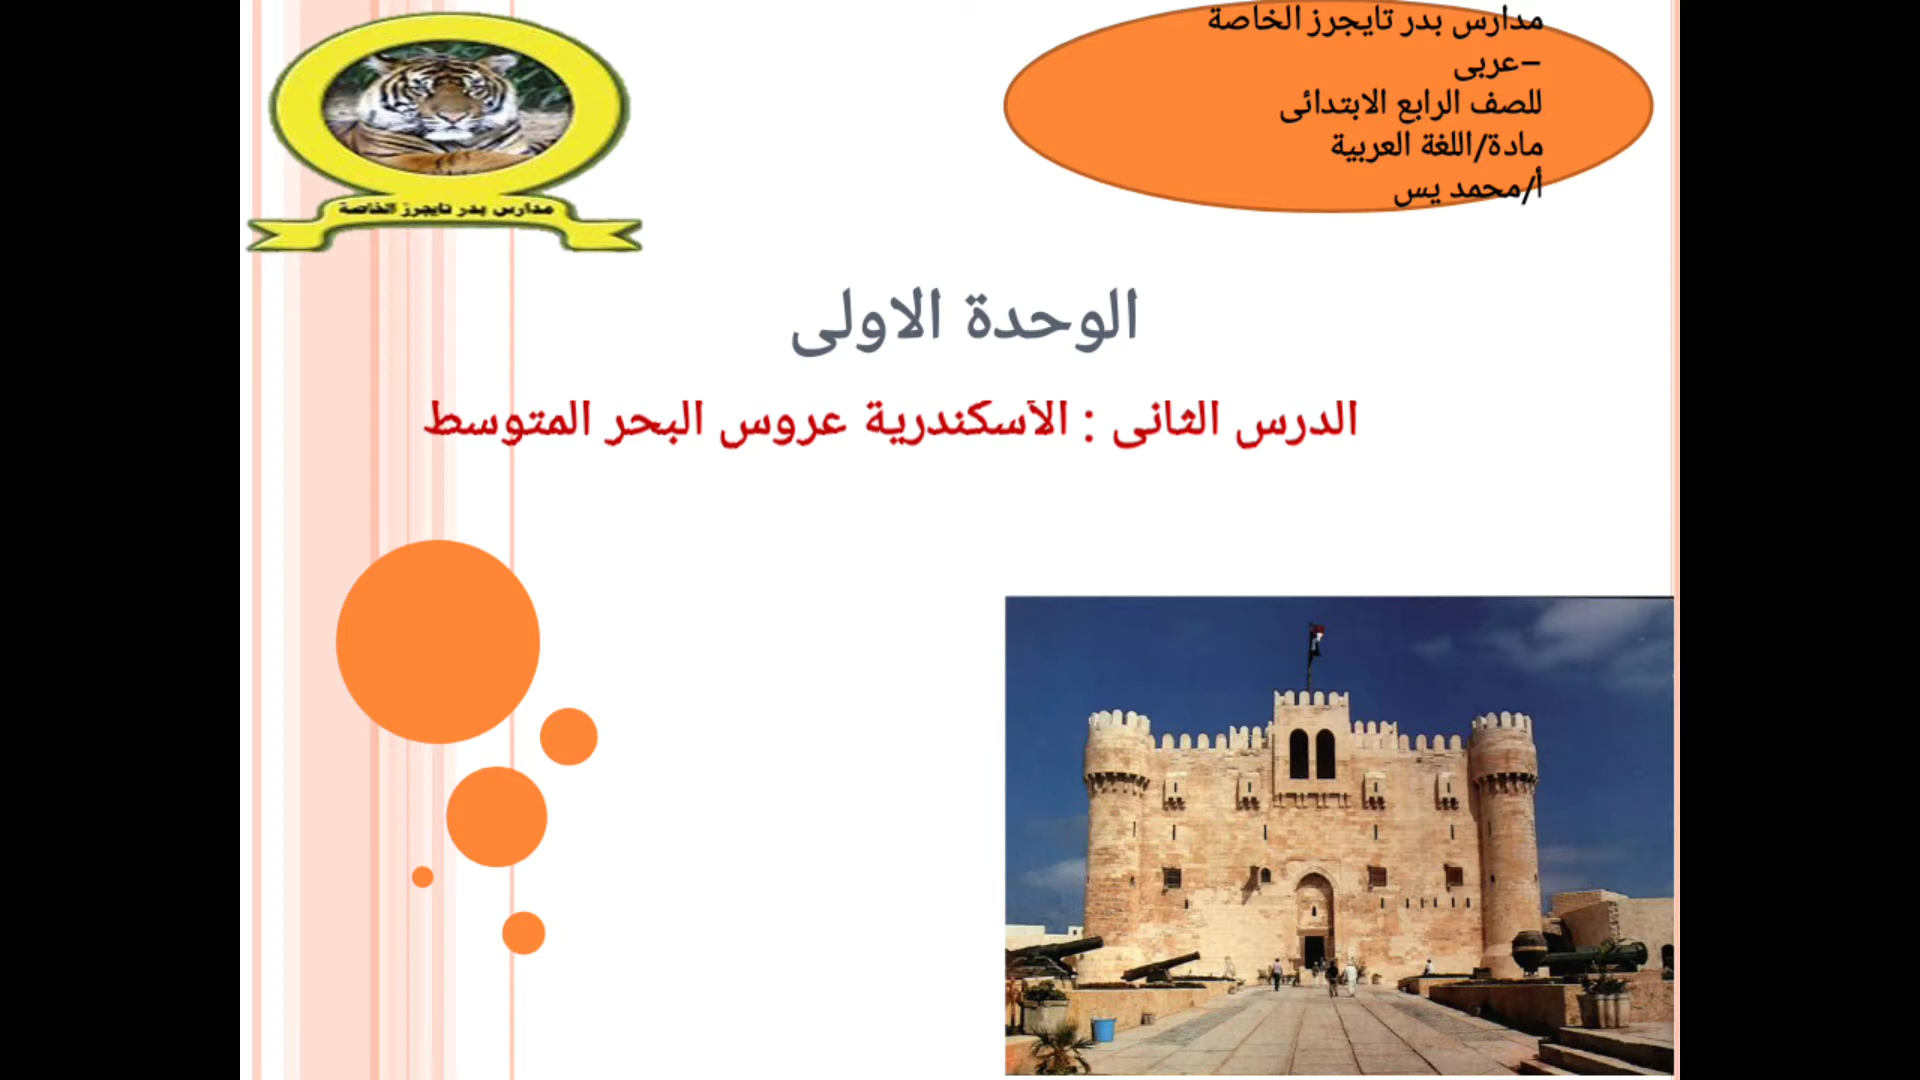 مدارس بدر تايجرز الخاصة
–عربى
للصف الرابع الابتدائى
مادة/اللغة العربية
أ/محمد يس
مدارس بدر تايجرز الخاصة
الوحدة الاولى
الدرس الثانى : الآسكندرية عروس البحر المتوسط